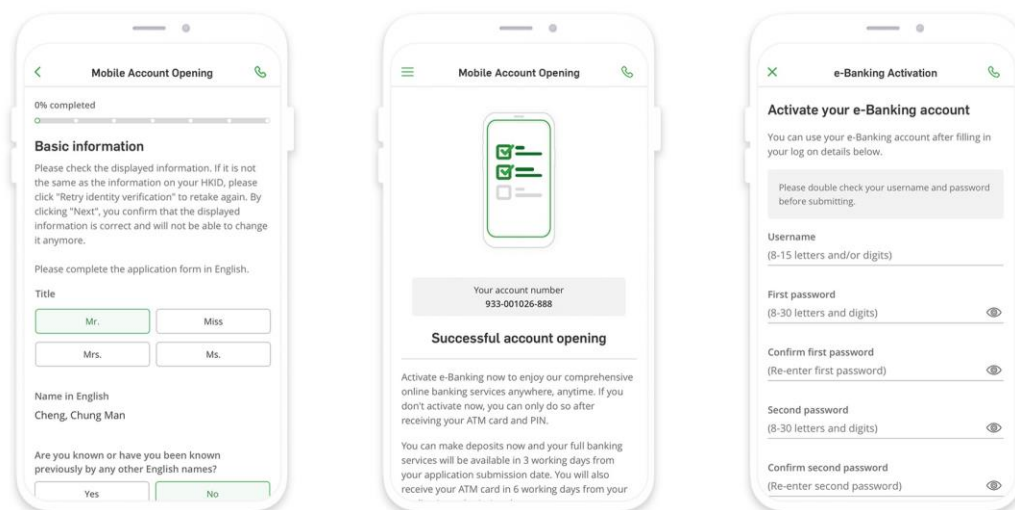 Mobile Account Opening
0% completed
Basic information
Please check the displayed information. If it is not
the same as the information on your HKID, please
click "Retry identity verification" to retake again. By
clicking "Next", you confirm that the displayed
information is correct and will not be able to change
it anymore.
Please complete the application form in English.
Title
Mr.
Miss
Mrs.
Ms.
Name in English
Cheng, Chung Man
Are you known or have you been known
previously by any other English names?
Yes
No
Mobile Account Opening
Your account number
933-001026-888
Successful account opening
Activate e-Banking now to enjoy our comprehensive
online banking services anywhere, anytime. If you
don't activate now, you can only do so after
receiving your ATM card and PIN.
You can make deposits now and your full banking
services will be available in 3 working days from
your application submission date. You will also
receive your ATM card in 6 working days from your
e-Banking Activation
Activate your e-Banking account
You can use your e-Banking account after filling in
your log on details below.
Please double check your username and password
before submitting.
Username
(8-15 letters and/or digits)
First password
(8-30 letters and digits)
Confirm first password
(Re-enter first password)
Second password
(8-30 letters and digits)
Confirm second password
(Re-enter second password)